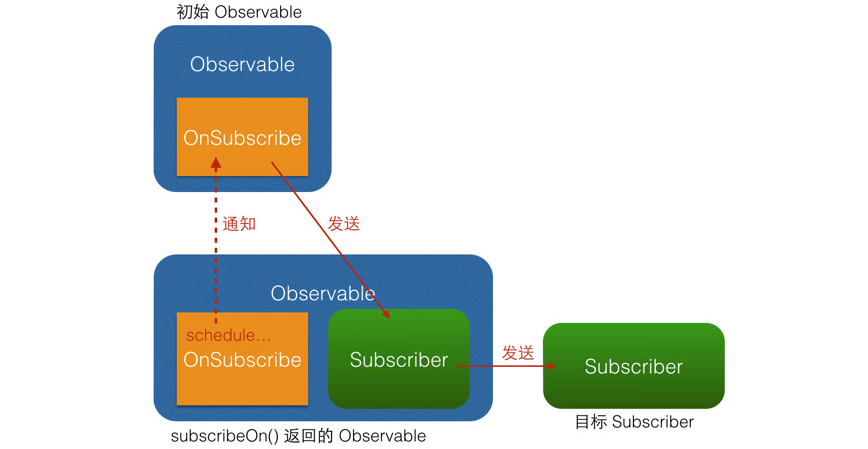 初始 Observable
Observable
OnSubscribe
通知
发送
Observable
schedule...
OnSubscribe
Subscriber
发送
Subscriber
subscribeOn() 返回的 Observable
目标 Subscriber